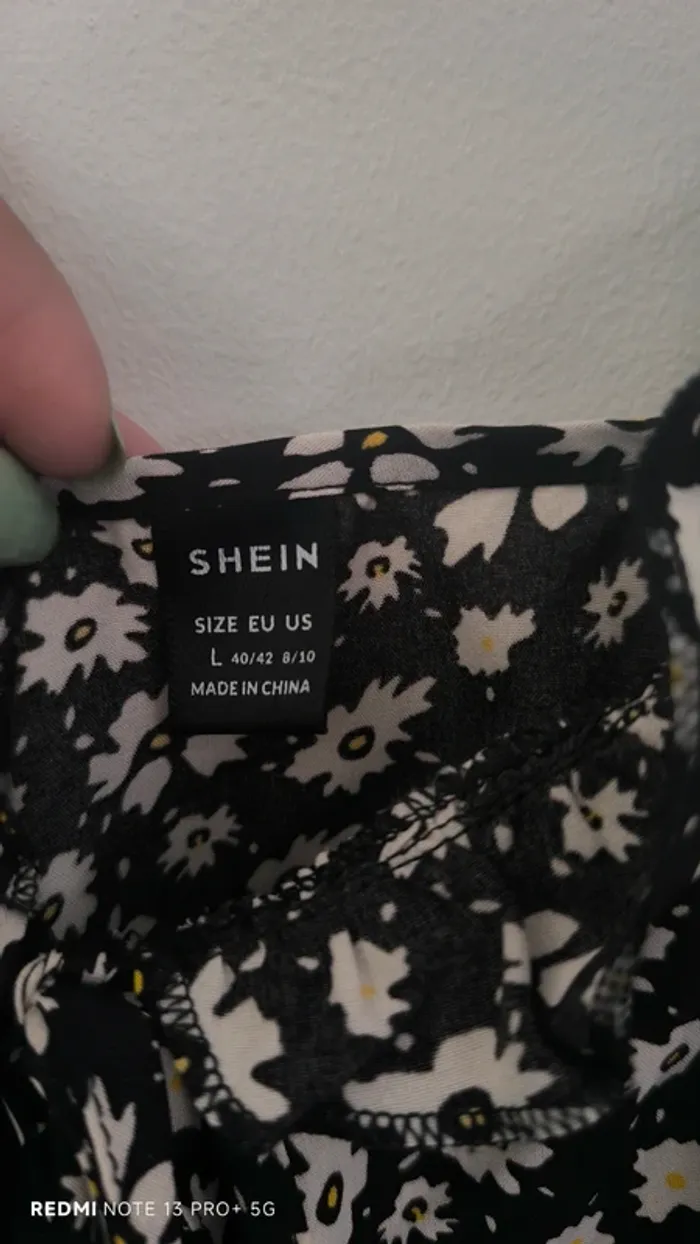 SHEIN
SIZE EU US
L 40/42 8/10
MADE IN CHINA
REDMI NOTE 13 PRO+ 5G